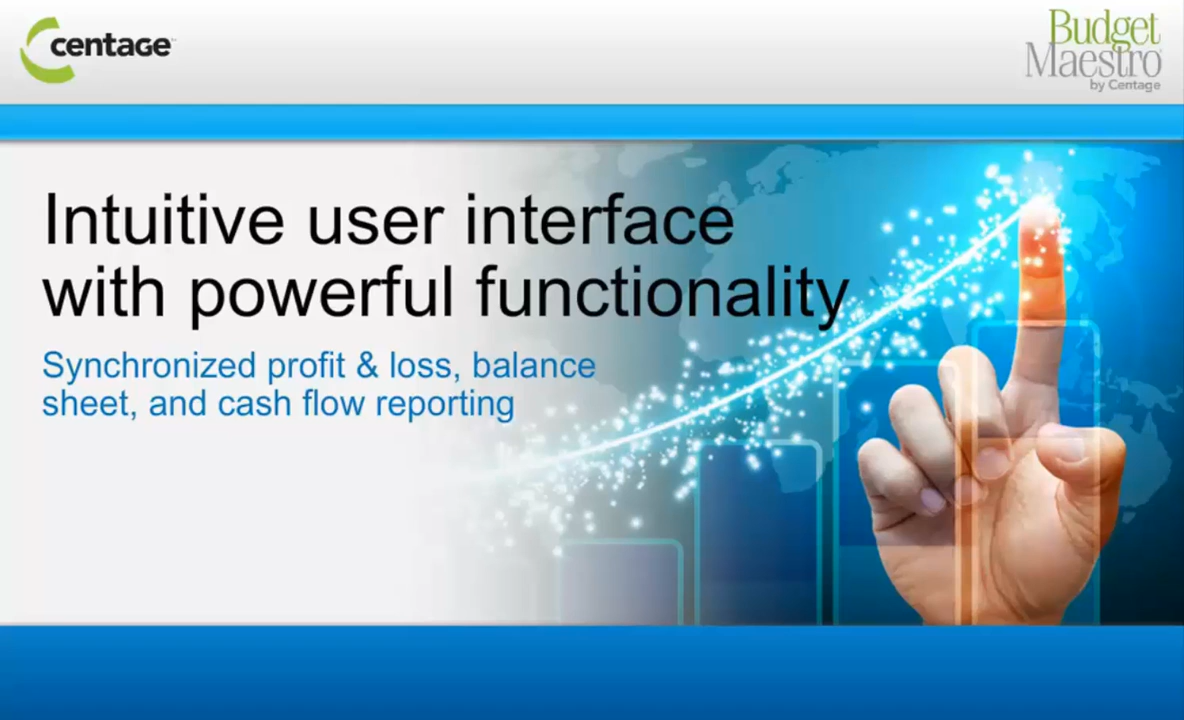 centage
Budget
Maestro
by Centage
Intuitive user interface
with powerful functionality
Synchronized profit & loss, balance
sheet, and cash flow reporting